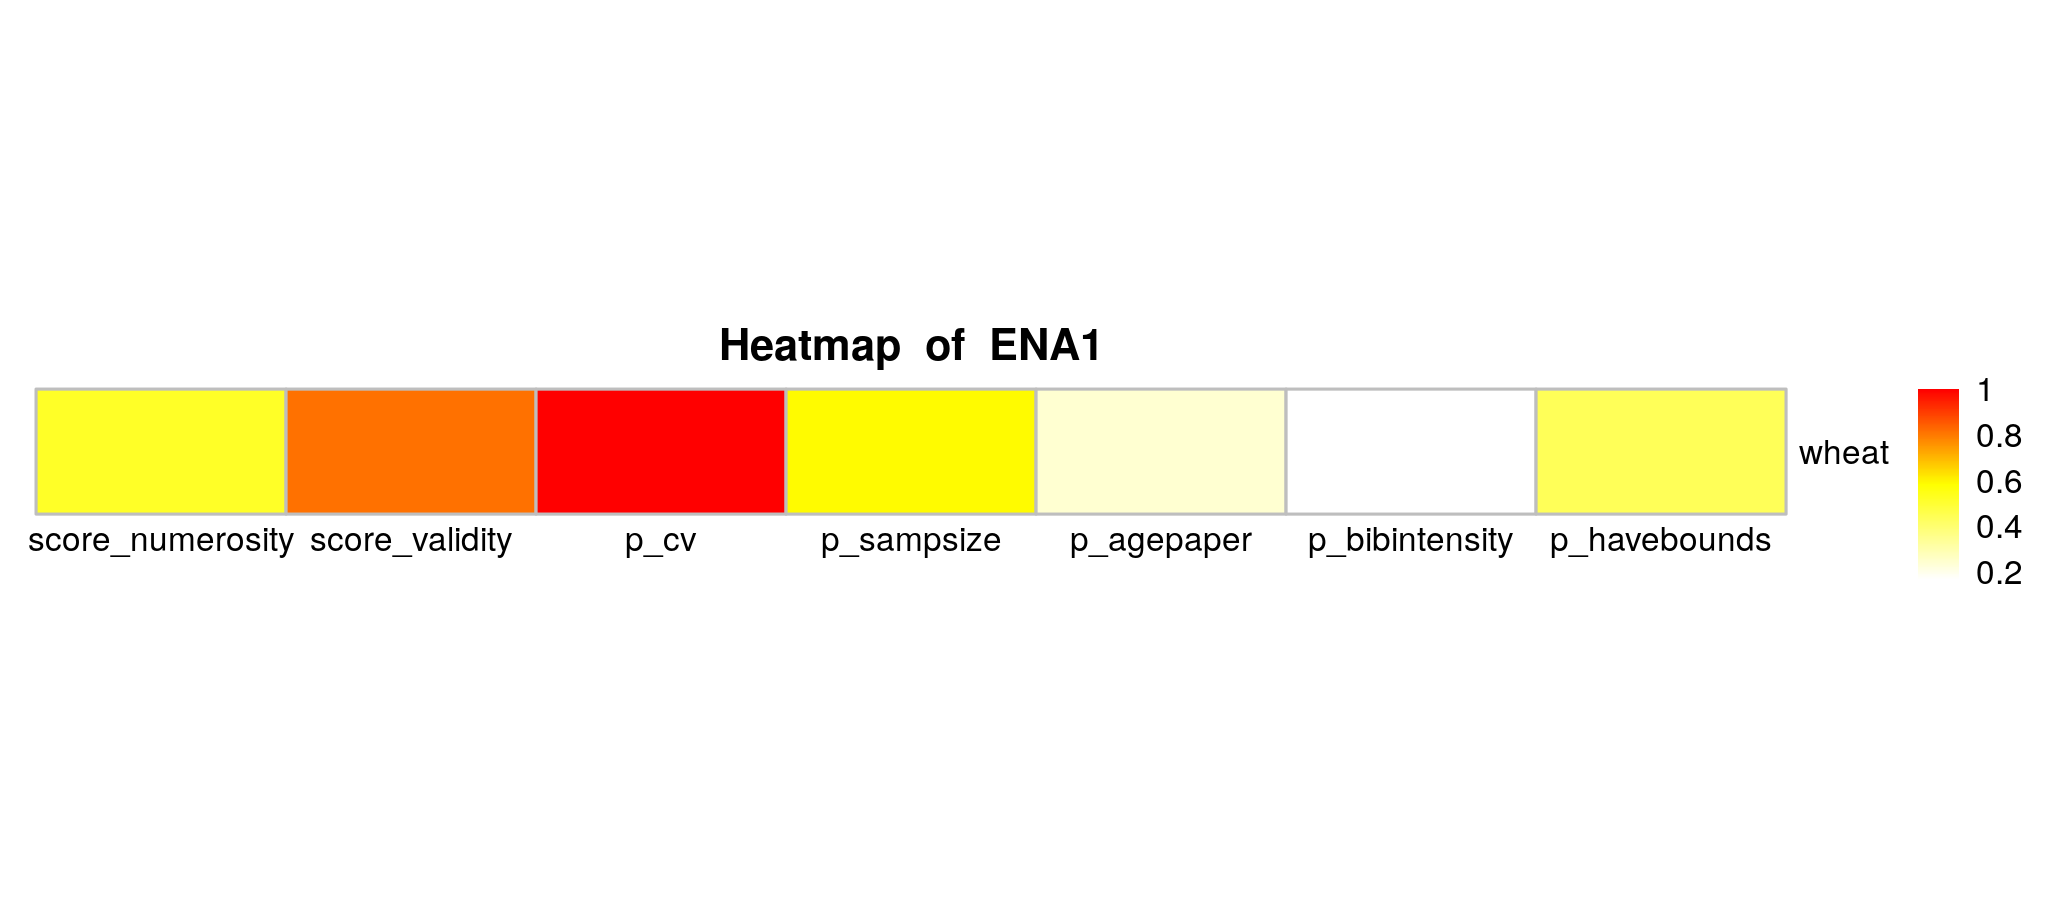 Heatmap of ENA1
wheat
score_numerosity score_validity p_cv p_sampsize p_agepaper p_bibintensity p_havebounds
1
0.8
0.6
0.4
0.2